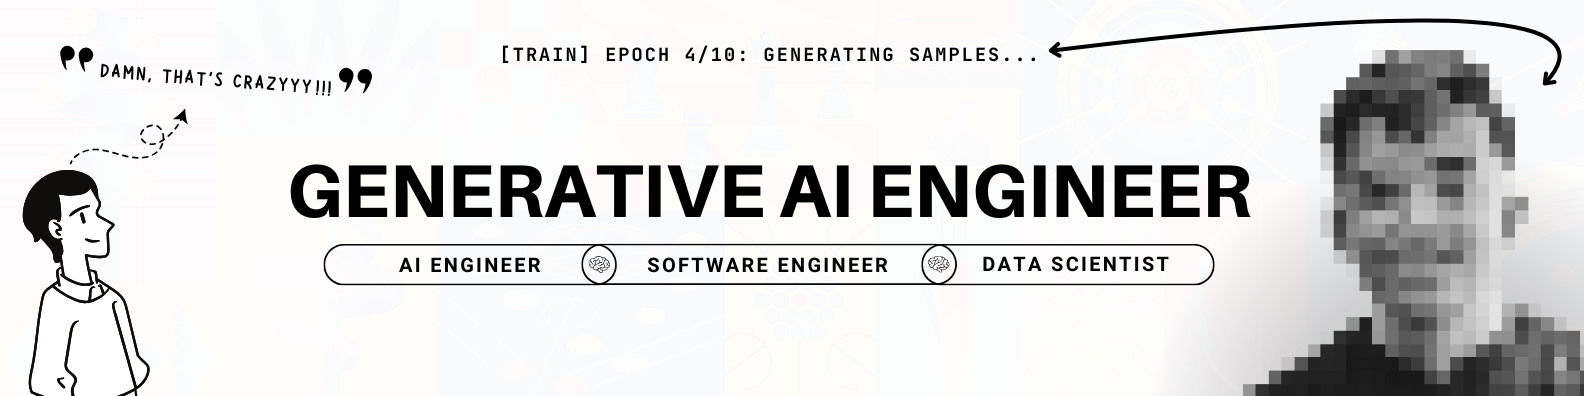 [TRAIN] EPOCH 4/10: GENERATING SAMPLES...
❜❜ DAMN, THAT'S CRAZYYY!!! ❜❜
GENERATIVE AI ENGINEER
AI ENGINEER SOFTWARE ENGINEER DATA SCIENTIST